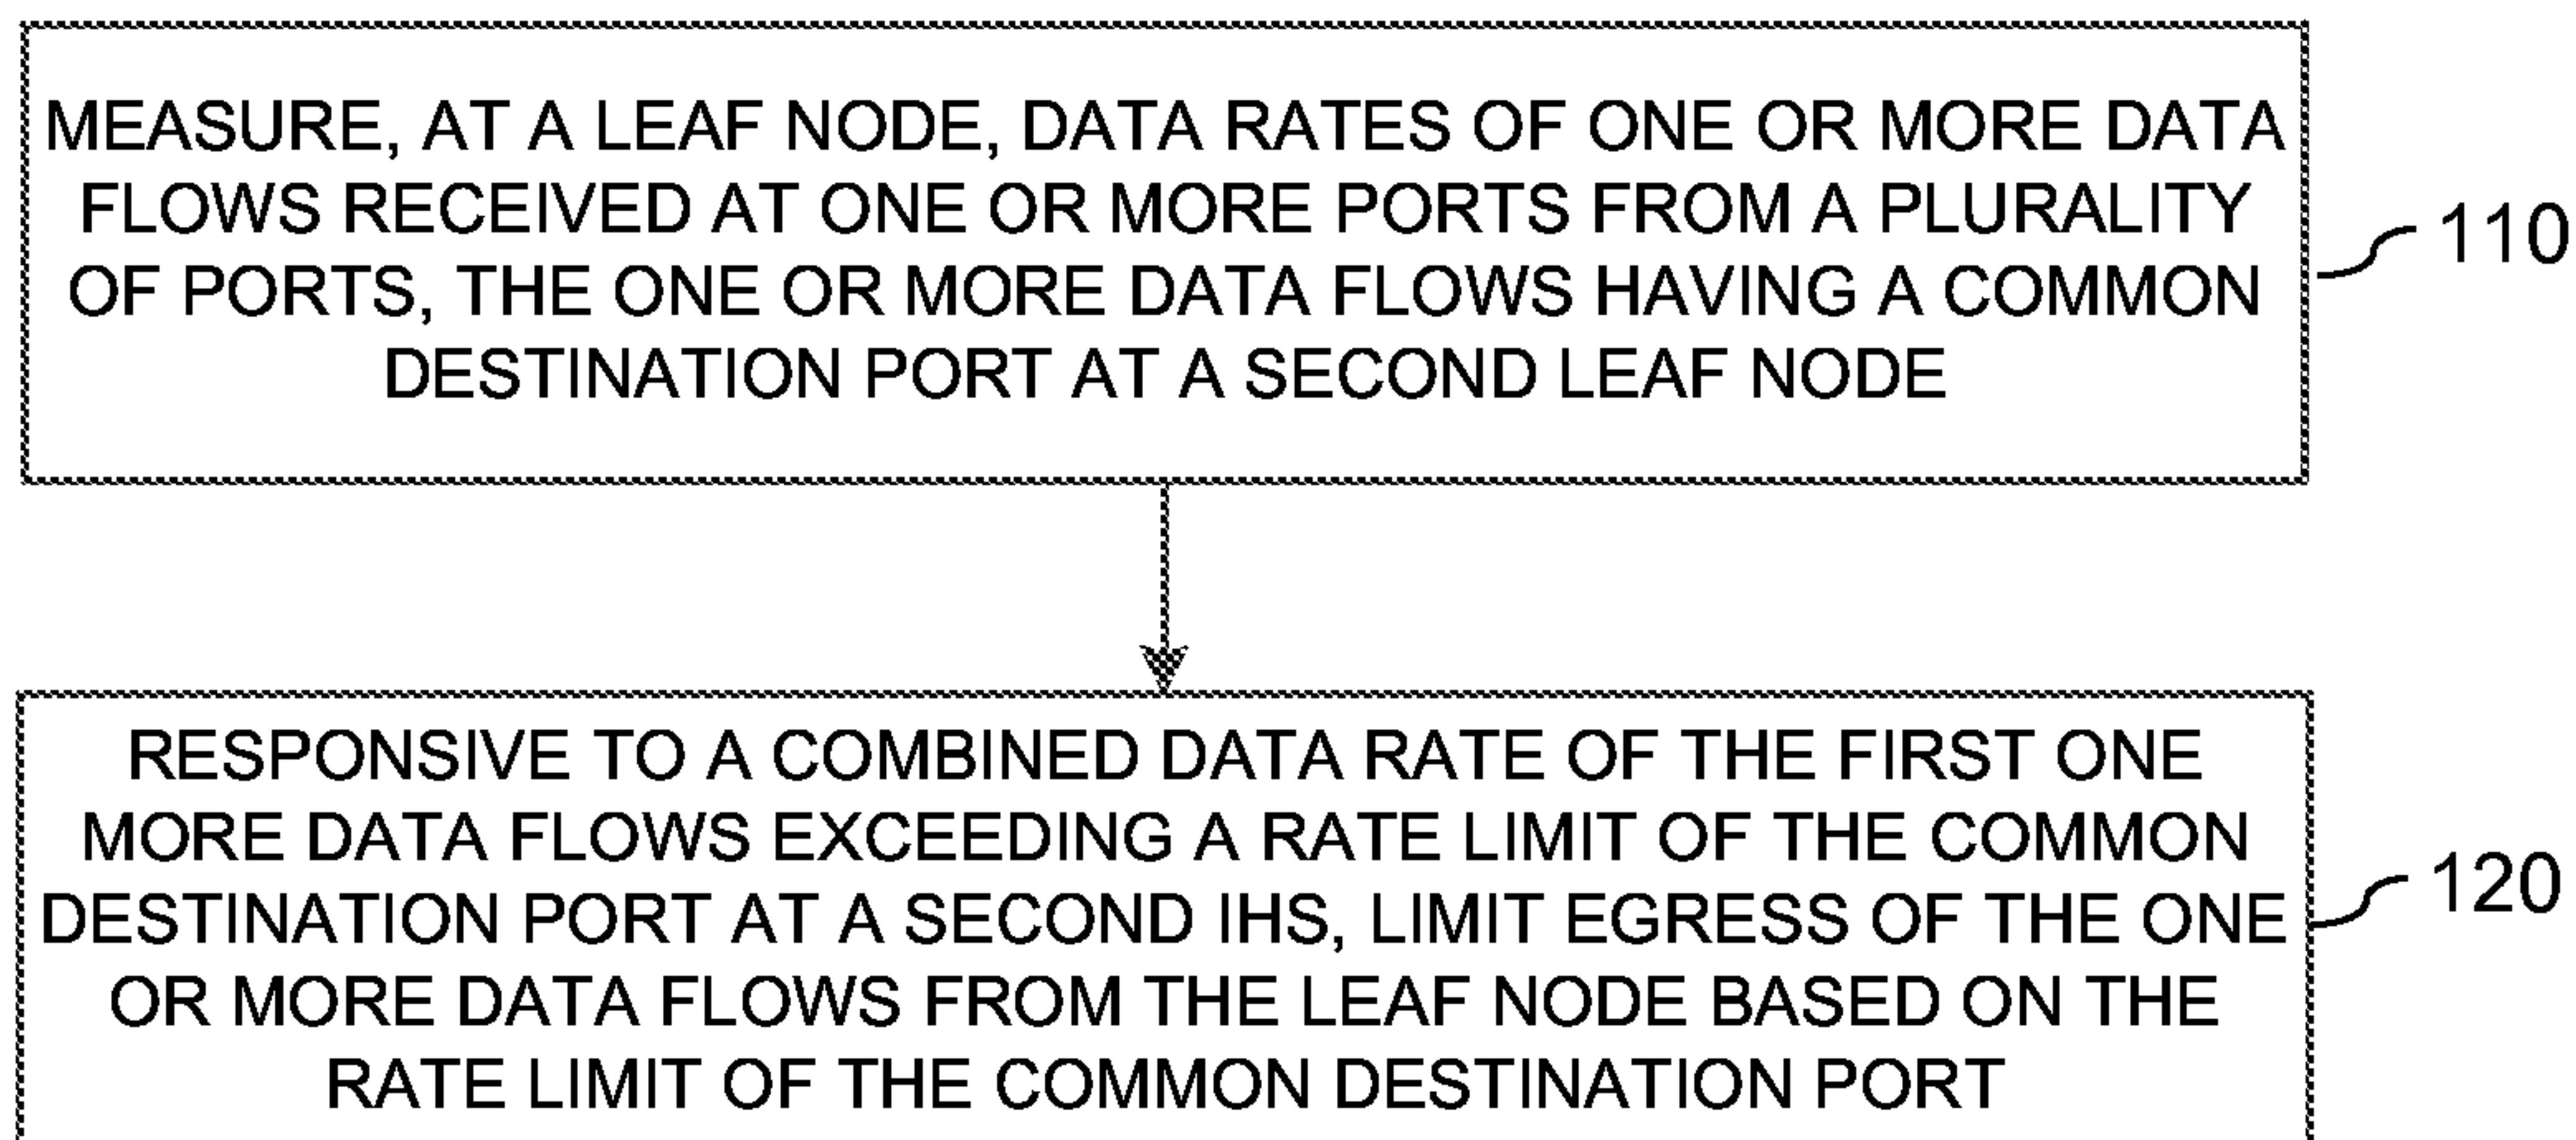 MEASURE, AT A LEAF NODE, DATA RATES OF ONE OR MORE DATA
FLOWS RECEIVED AT ONE OR MORE PORTS FROM A PLURALITY
OF PORTS, THE ONE OR MORE DATA FLOWS HAVING A COMMON
DESTINATION PORT AT A SECOND LEAF NODE
110
RESPONSIVE TO A COMBINED DATA RATE OF THE FIRST ONE
MORE DATA FLOWS EXCEEDING A RATE LIMIT OF THE COMMON
DESTINATION PORT AT A SECOND IHS, LIMIT EGRESS OF THE ONE
OR MORE DATA FLOWS FROM THE LEAF NODE BASED ON THE
RATE LIMIT OF THE COMMON DESTINATION PORT
120